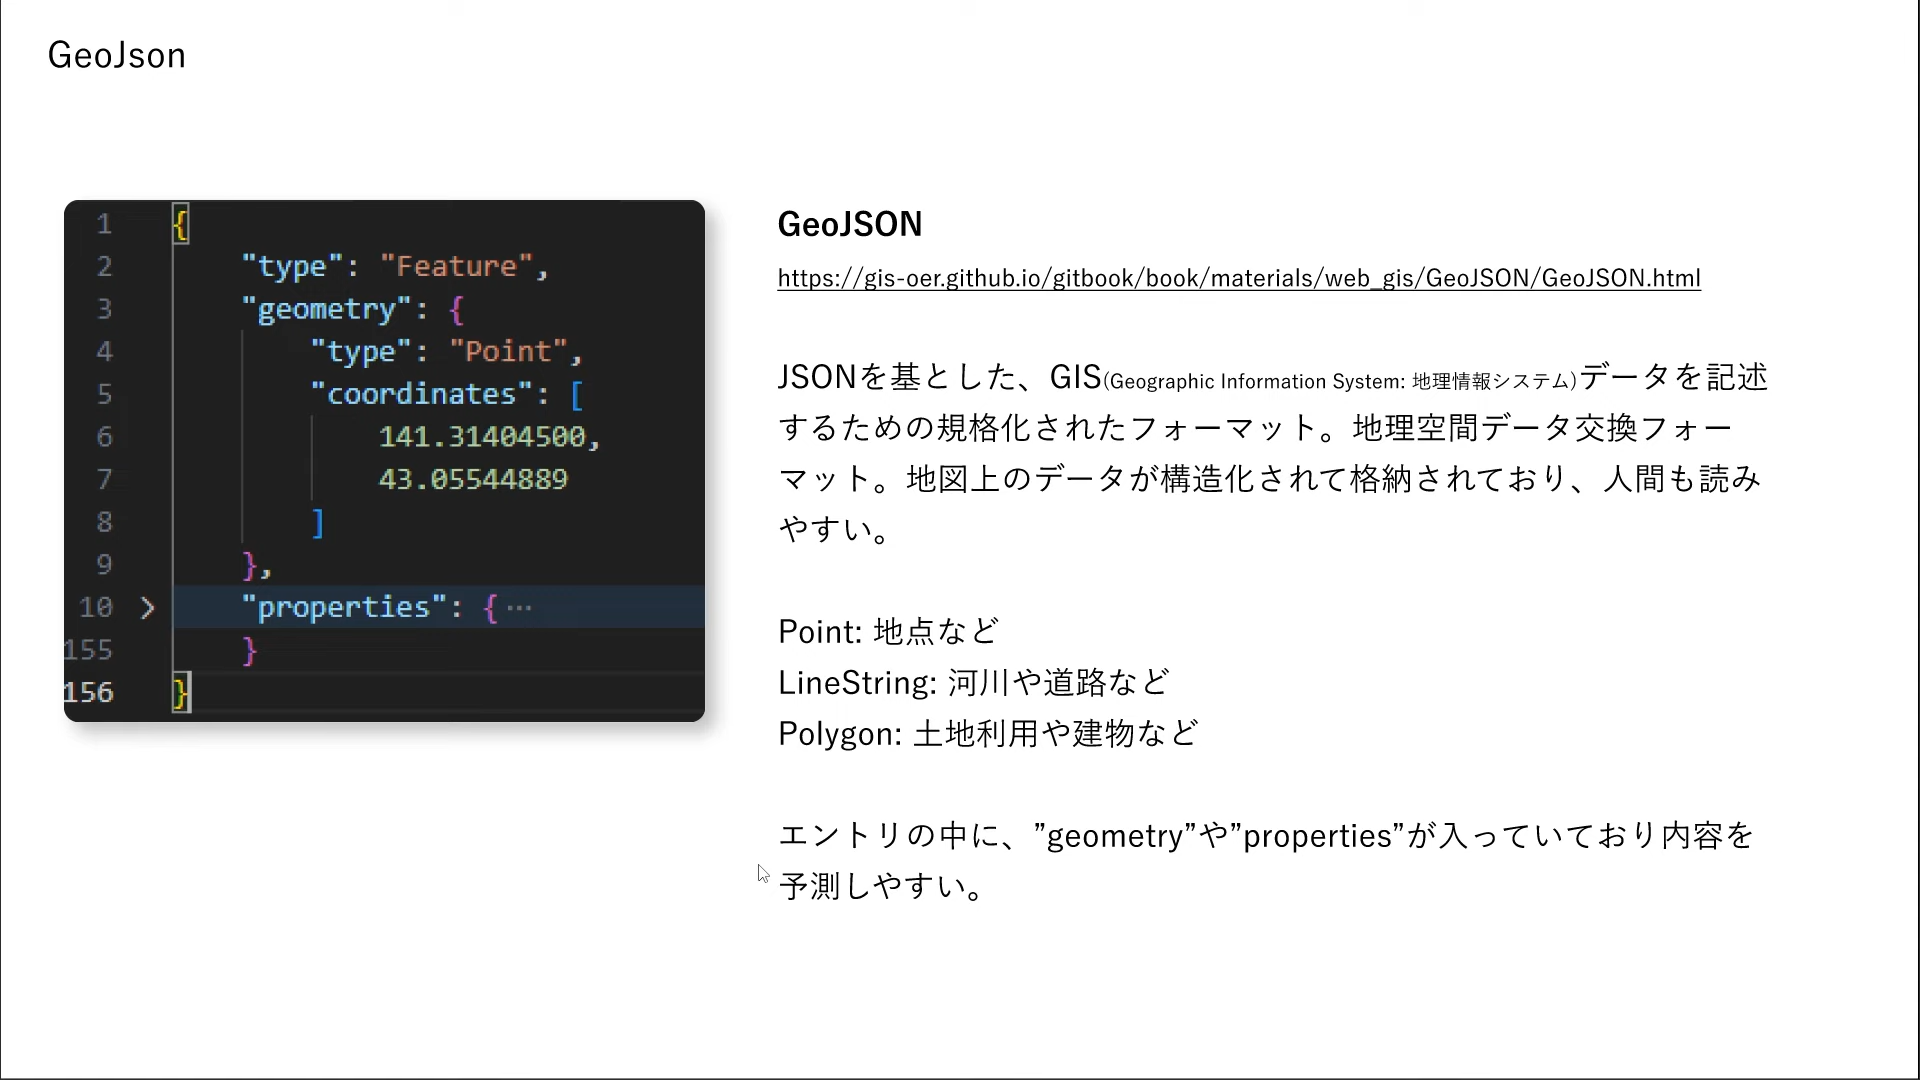 GeoJson
1 {
2 "type": "Feature",
3 "geometry": {
4 "type": "Point",
5 "coordinates": [
6 141.31404500,
7 43.05544889
8 ]
9 },
10 > "properties": { ···
155 }
156 }
GeoJSON
https://gis-oer.github.io/gitbook/book/materials/web_gis/GeoJSON/GeoJSON.html
JSONを基とした、GIS(Geographic Information System: 地理情報システム)データを記述
するための規格化されたフォーマット。地理空間データ交換フォー
マット。地図上のデータが構造化されて格納されており、人間も読み
やすい。
Point: 地点など
LineString: 河川や道路など
Polygon: 土地利用や建物など
エントリの中に、”geometry”や”properties”が入っていており内容を
予測しやすい。